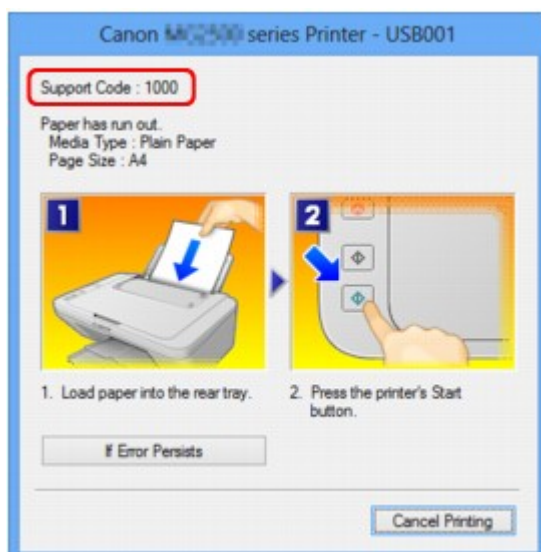 Canon series Printer - USB001
Support Code : 1000
Paper has run out.
Media Type : Plain Paper
Page Size : A4
1
2
1. Load paper into the rear tray.
2. Press the printer's Start
button.
If Error Persists
Cancel Printing